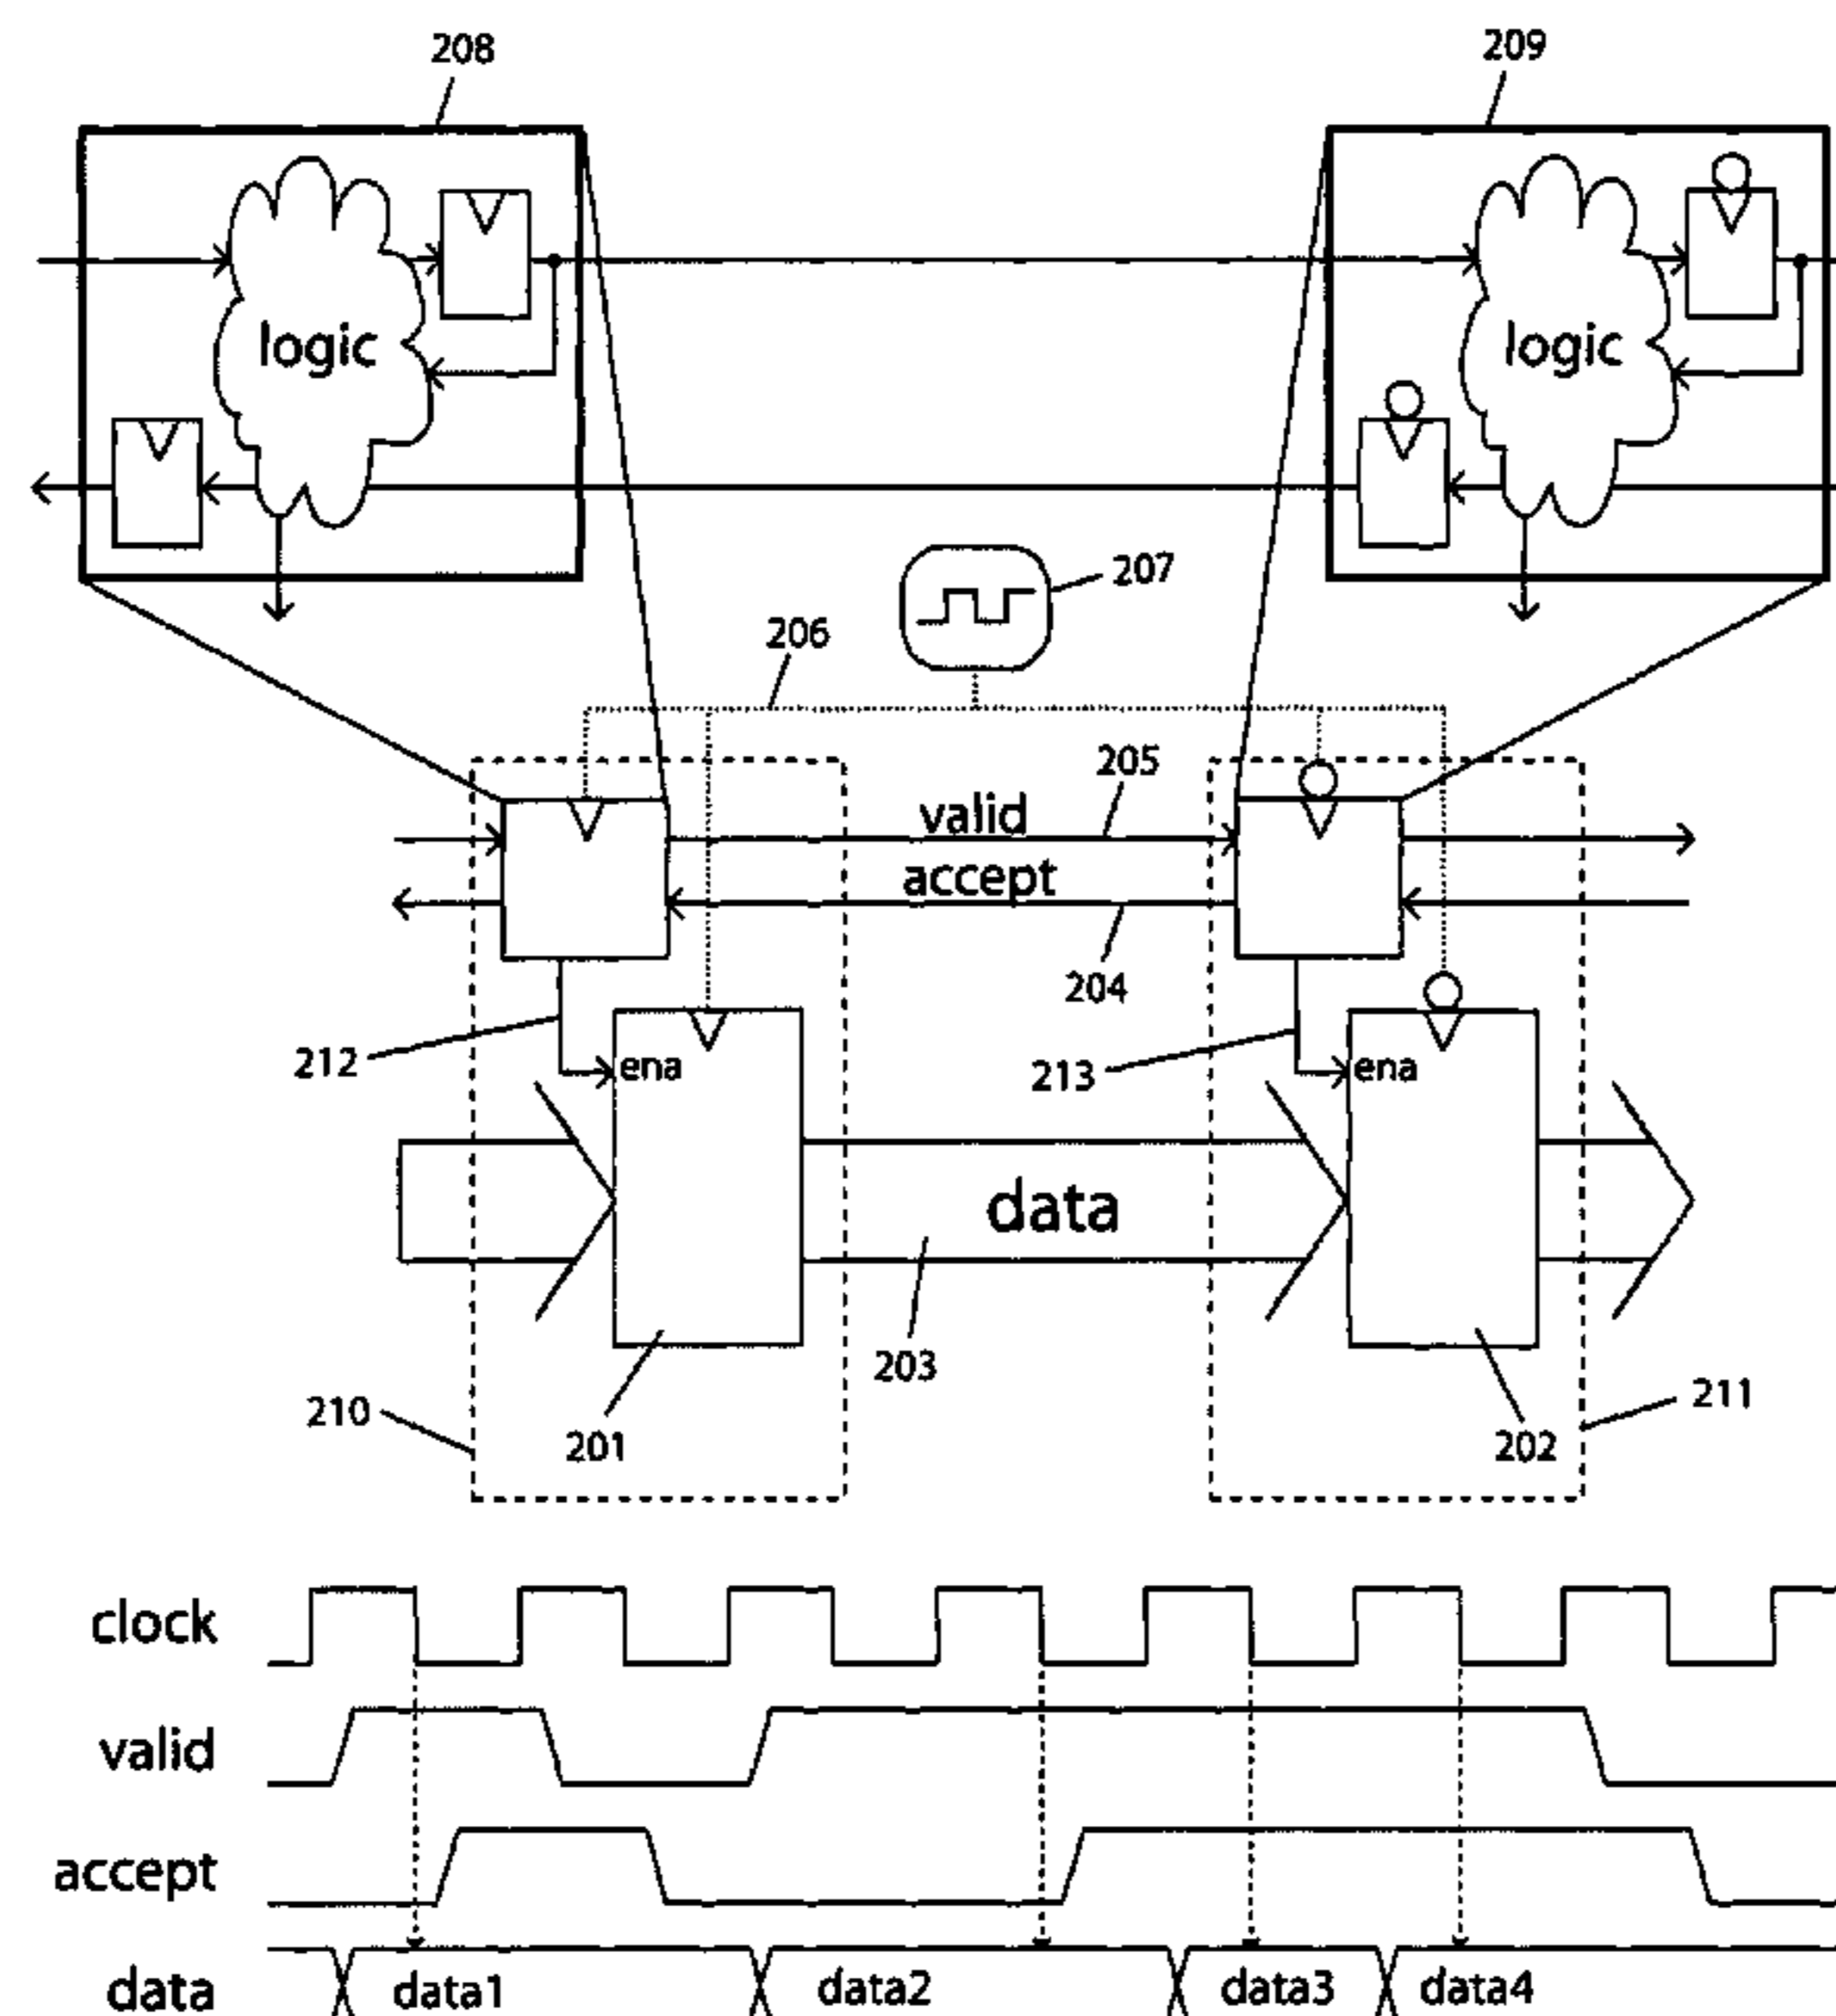 208
209
logic
logic
207
206
205
valid
accept
204
212
ena
213
ena
data
203
210
201
211
202
clock
valid
accept
data
data1
data2
data3
data4